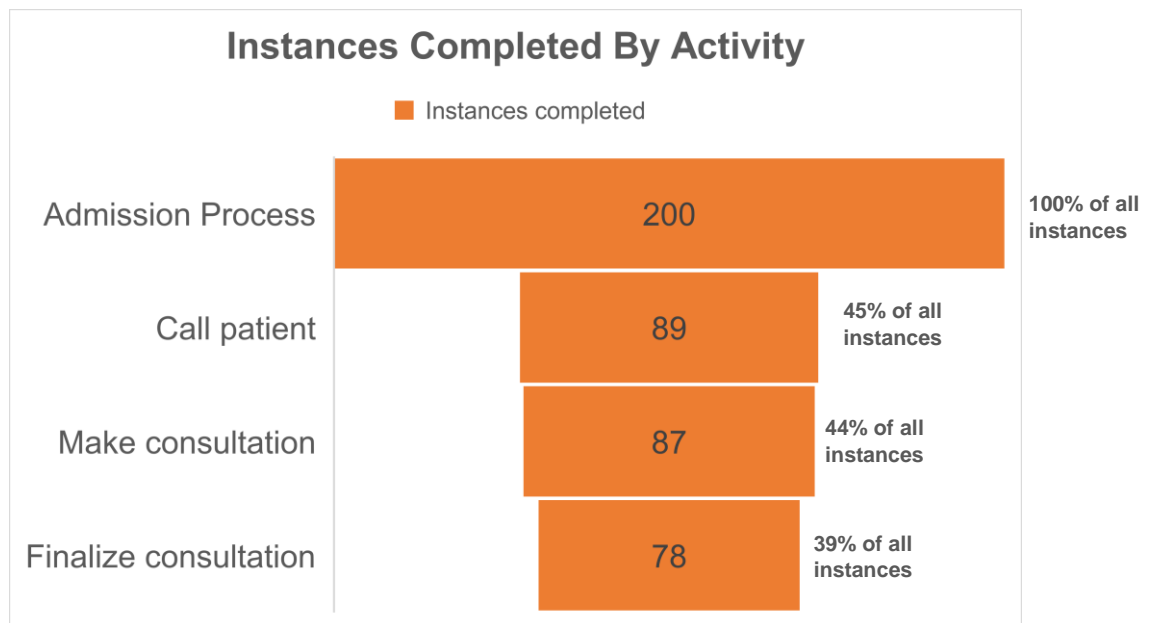 Instances Completed By Activity
Instances completed
Admission Process
200
100% of all
instances
Call patient
89
45% of all
instances
Make consultation
87
44% of all
instances
Finalize consultation
78
39% of all
instances